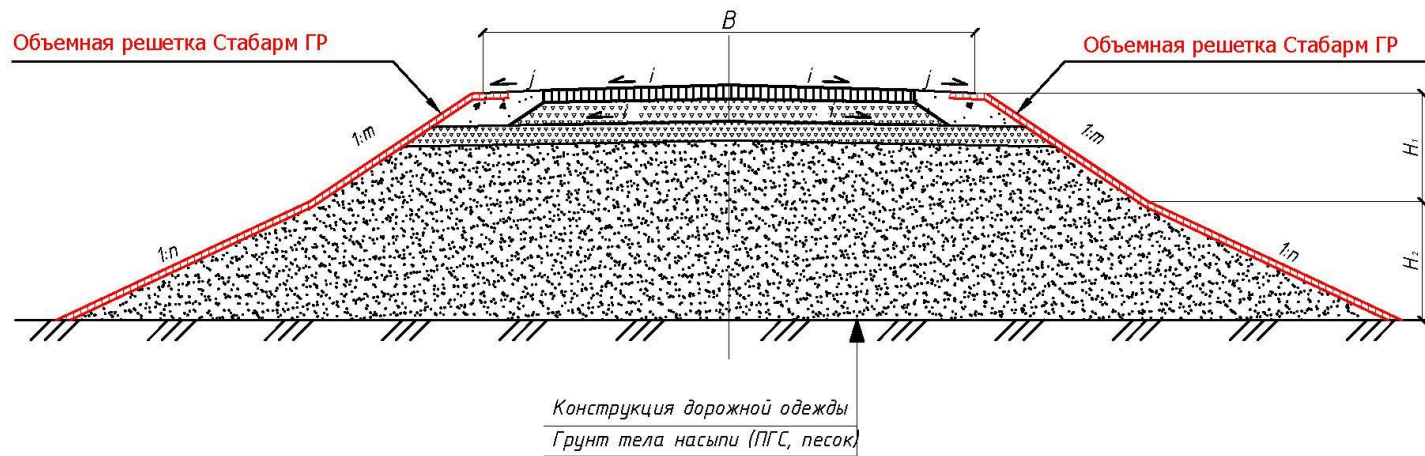 B
Объемная решетка Стабарм ГР
Объемная решетка Стабарм ГР
j i i j
i i
1:m
1:m
H₁
1:n
1:n
H₂
Конструкция дорожной одежды
Грунт тела насыпи (ПГС, песок)